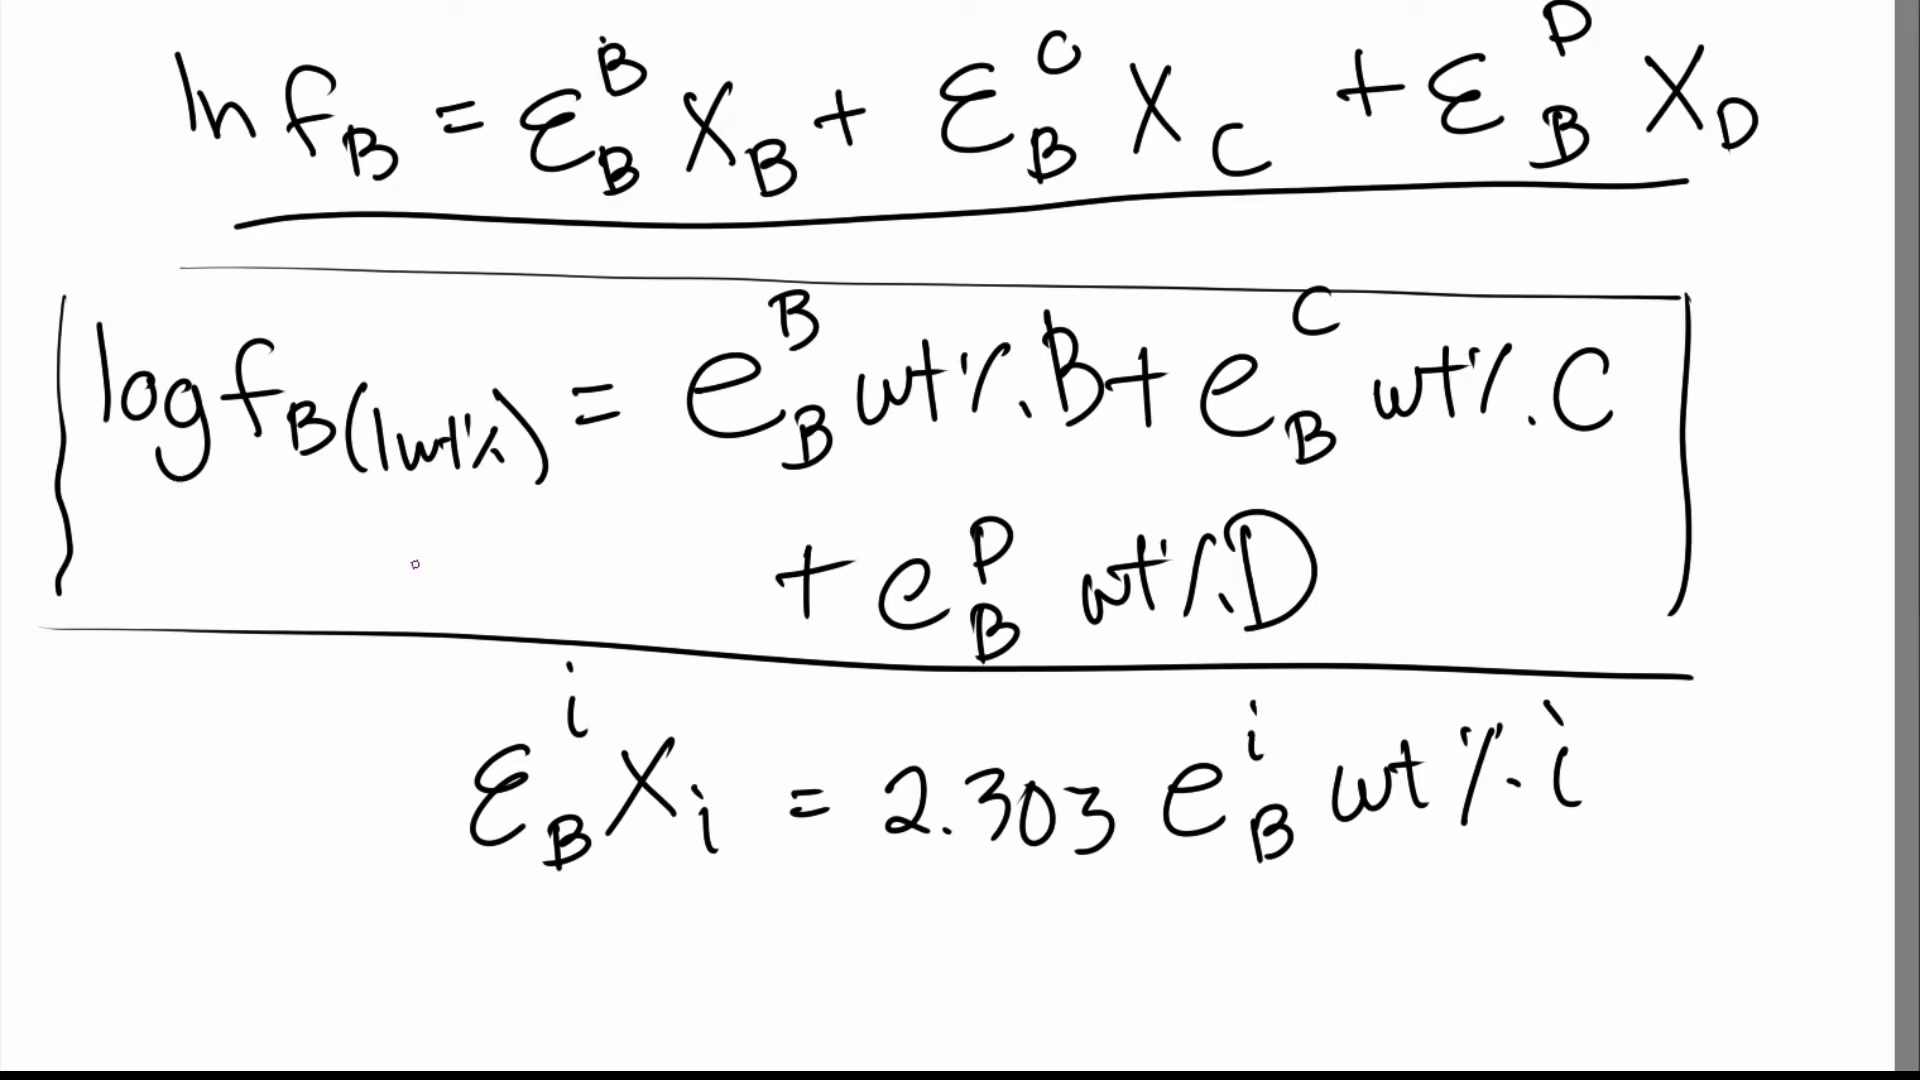 ln f_B = ε_B^B X_B + ε_B^C X_C + ε_B^D X_D
log f_B(1wt%) = e_B^B wt%.B + e_B^C wt%.C
+ e_B^D wt%.D
ε_B^i X_i = 2.303 e_B^i wt%.i